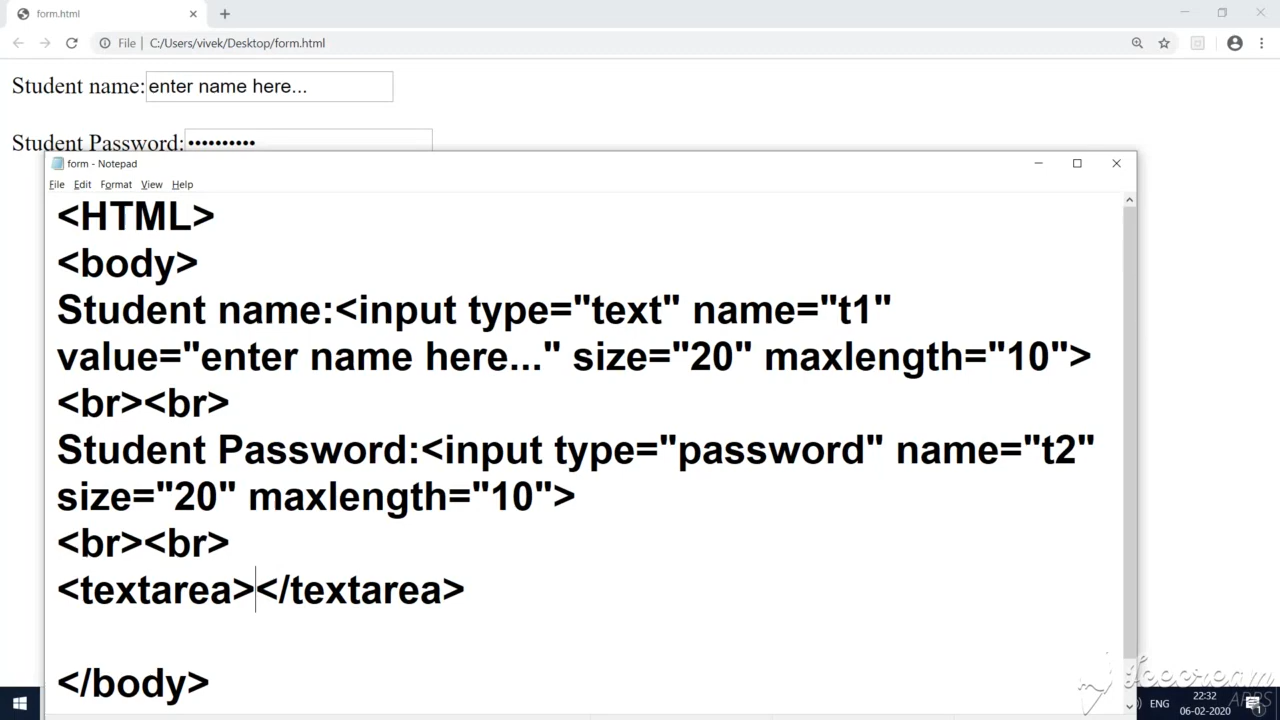 form.html
File
C:/Users/vivek/Desktop/form.html
Student name:
enter name here...
Student Password:
••••••••••
form - Notepad
File Edit Format View Help
<HTML>
<body>
Student name:<input type="text" name="t1"
value="enter name here..." size="20" maxlength="10">
<br><br>
Student Password:<input type="password" name="t2"
size="20" maxlength="10">
<br><br>
<textarea></textarea>
</body>
Icecream
APPS
ENG
22:32
06-02-2020
1